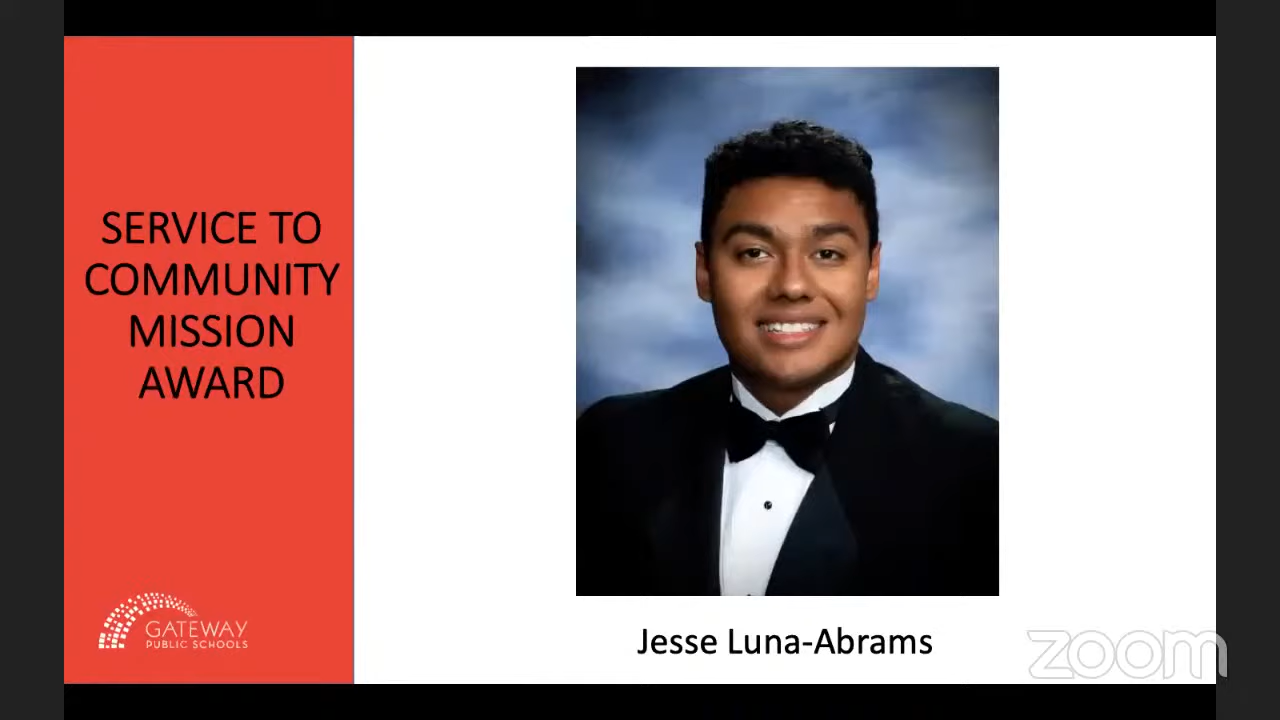 SERVICE TO
COMMUNITY
MISSION
AWARD
GATEWAY
PUBLIC SCHOOLS
Jesse Luna-Abrams
zoom